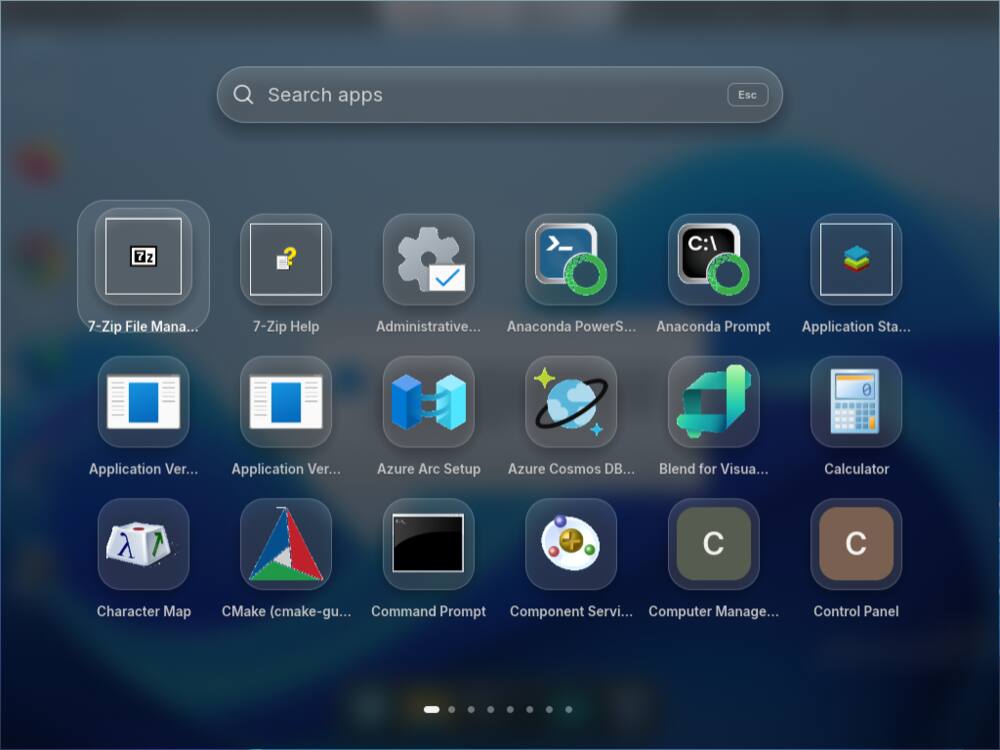 Search apps
Esc
7z
?
C:\
7-Zip File Mana...
7-Zip Help
Administrative...
Anaconda PowerS...
Anaconda Prompt
Application Sta...
0
Application Ver...
Application Ver...
Azure Arc Setup
Azure Cosmos DB...
Blend for Visua...
Calculator
λ
C
C
Character Map
CMake (cmake-gu...
Command Prompt
Component Servi...
Computer Manage...
Control Panel